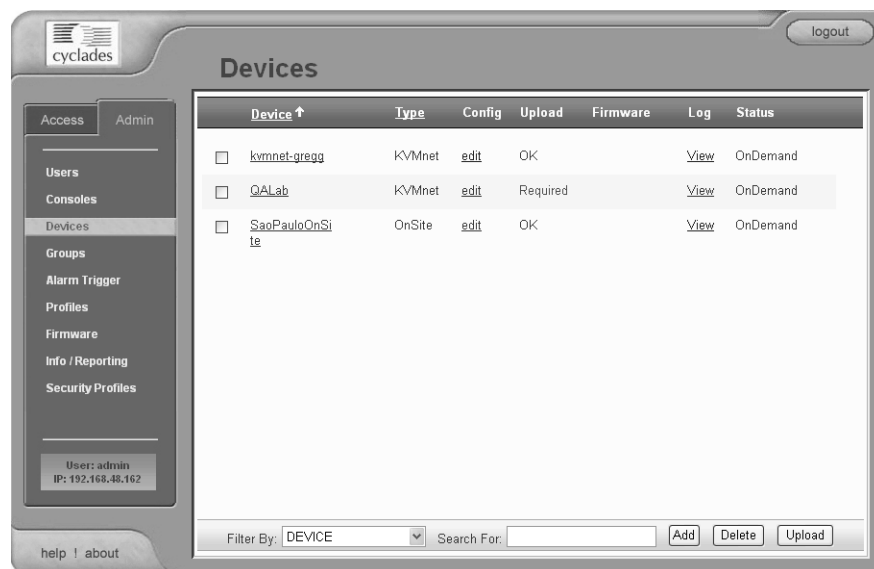 cyclades
logout
Devices
Access Admin
Users
Consoles
Devices
Groups
Alarm Trigger
Profiles
Firmware
Info / Reporting
Security Profiles
User: admin
IP: 192.168.48.162
help ! about
Device Type Config Upload Firmware Log Status
kvmnet-gregg KVMnet edit OK View OnDemand
QALab KVMnet edit Required View OnDemand
SaoPauloOnSi OnSite edit OK View OnDemand
te
Filter By: DEVICE Search For: Add Delete Upload